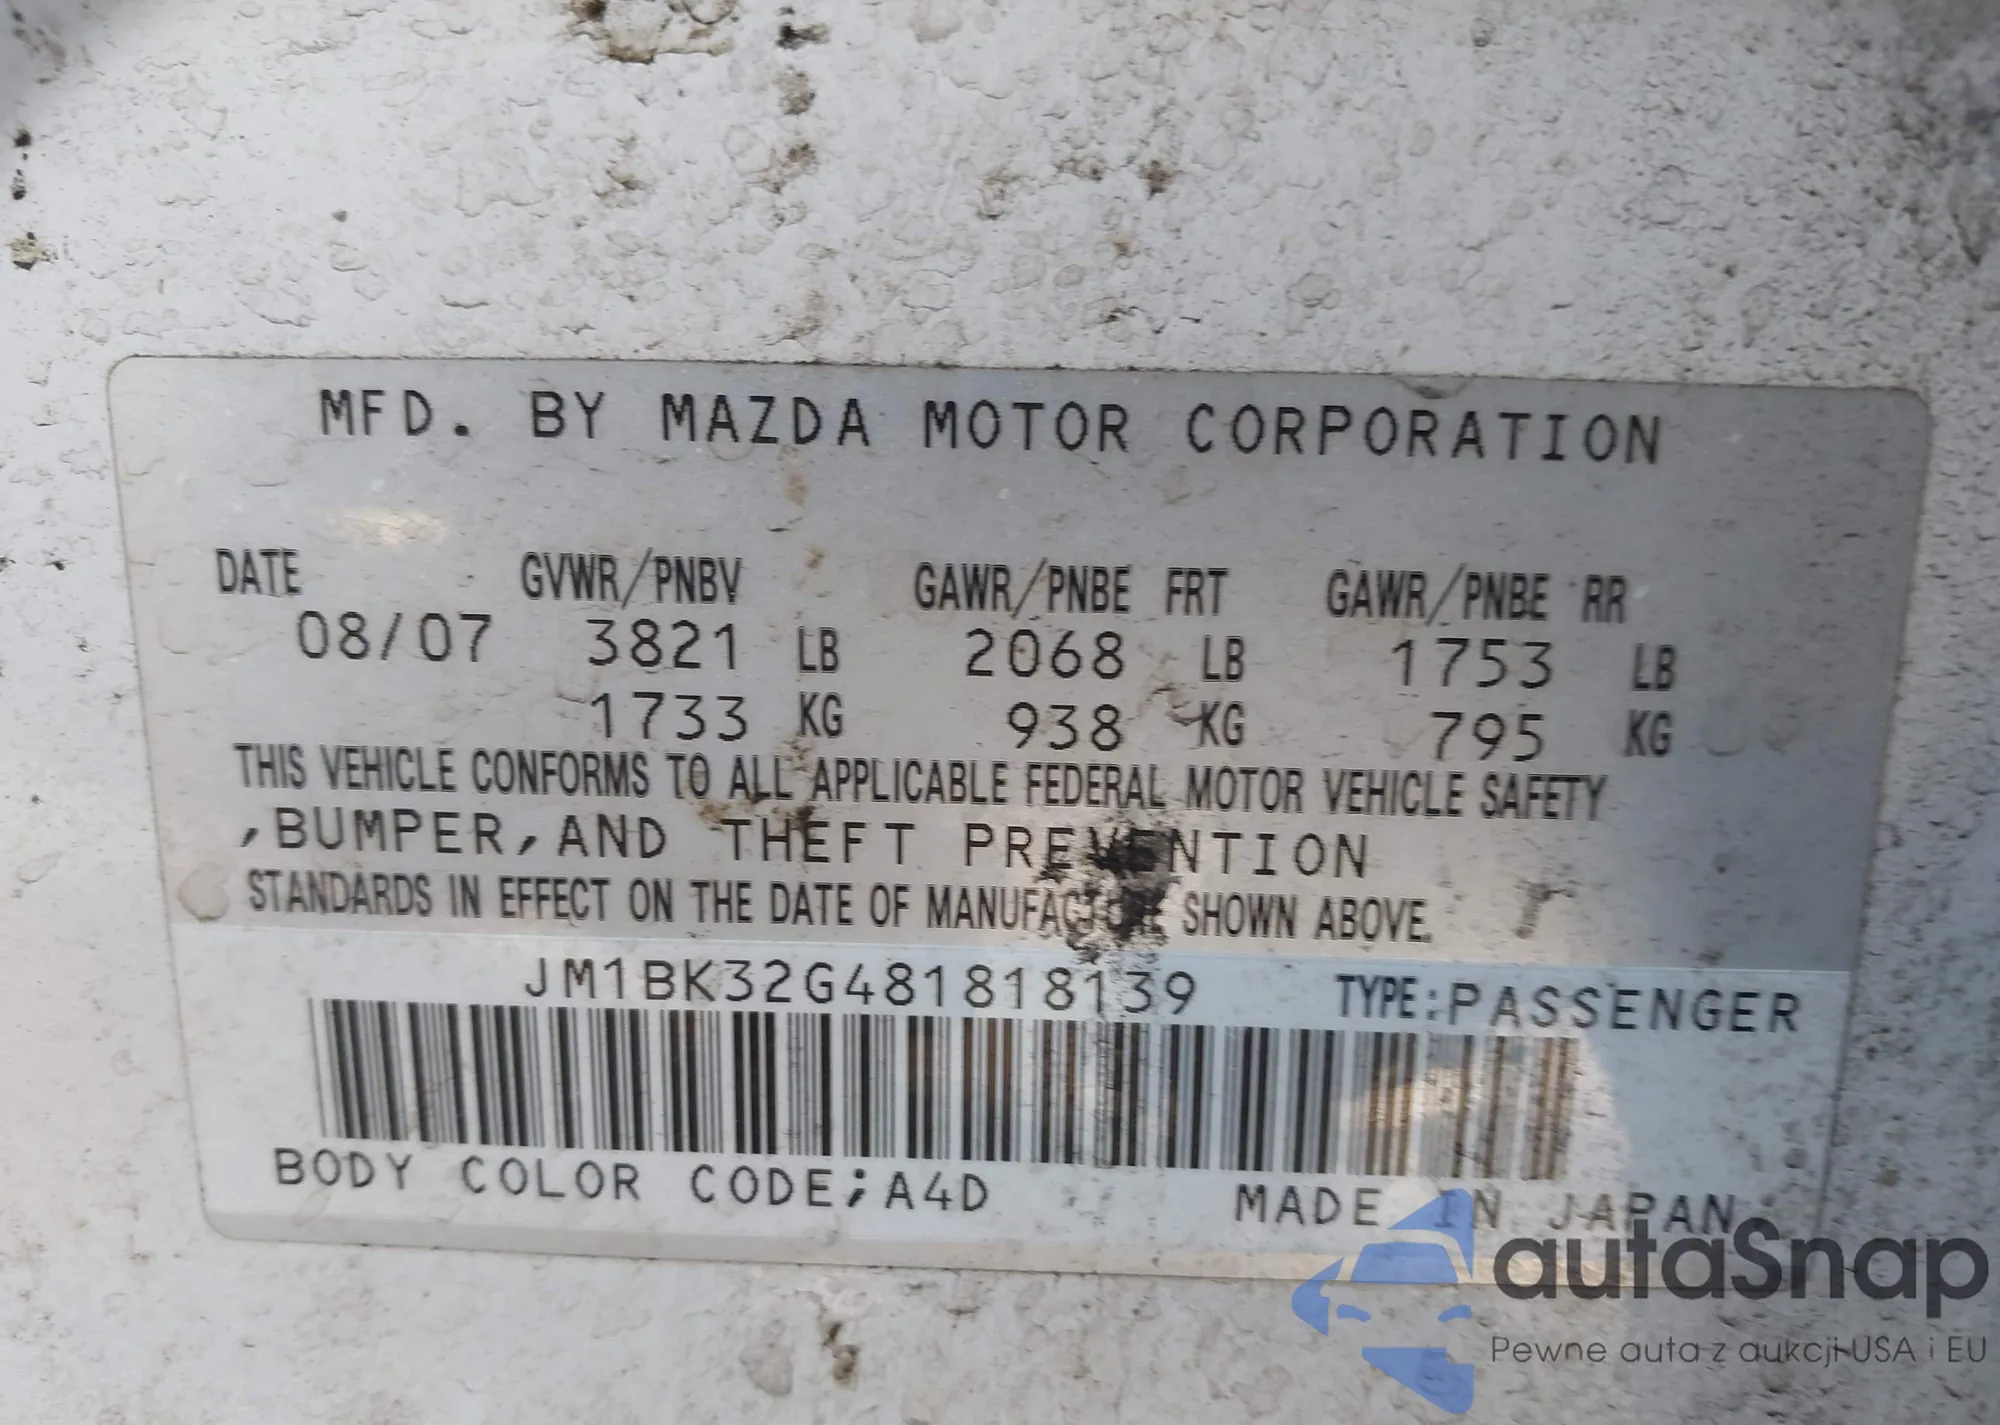 MFD. BY MAZDA MOTOR CORPORATION
DATE GVWR/PNBV GAWR/PNBE FRT GAWR/PNBE RR
08/07 3821 LB 2068 LB 1753 LB
1733 KG 938 KG 795 KG
THIS VEHICLE CONFORMS TO ALL APPLICABLE FEDERAL MOTOR VEHICLE SAFETY
,BUMPER,AND THEFT PREVENTION
STANDARDS IN EFFECT ON THE DATE OF MANUFACTURE SHOWN ABOVE.
JM1BK32G481818139 TYPE:PASSENGER
BODY COLOR CODE;A4D MADE IN JAPAN
autaSnap
Pewne auta z aukcji USA i EU